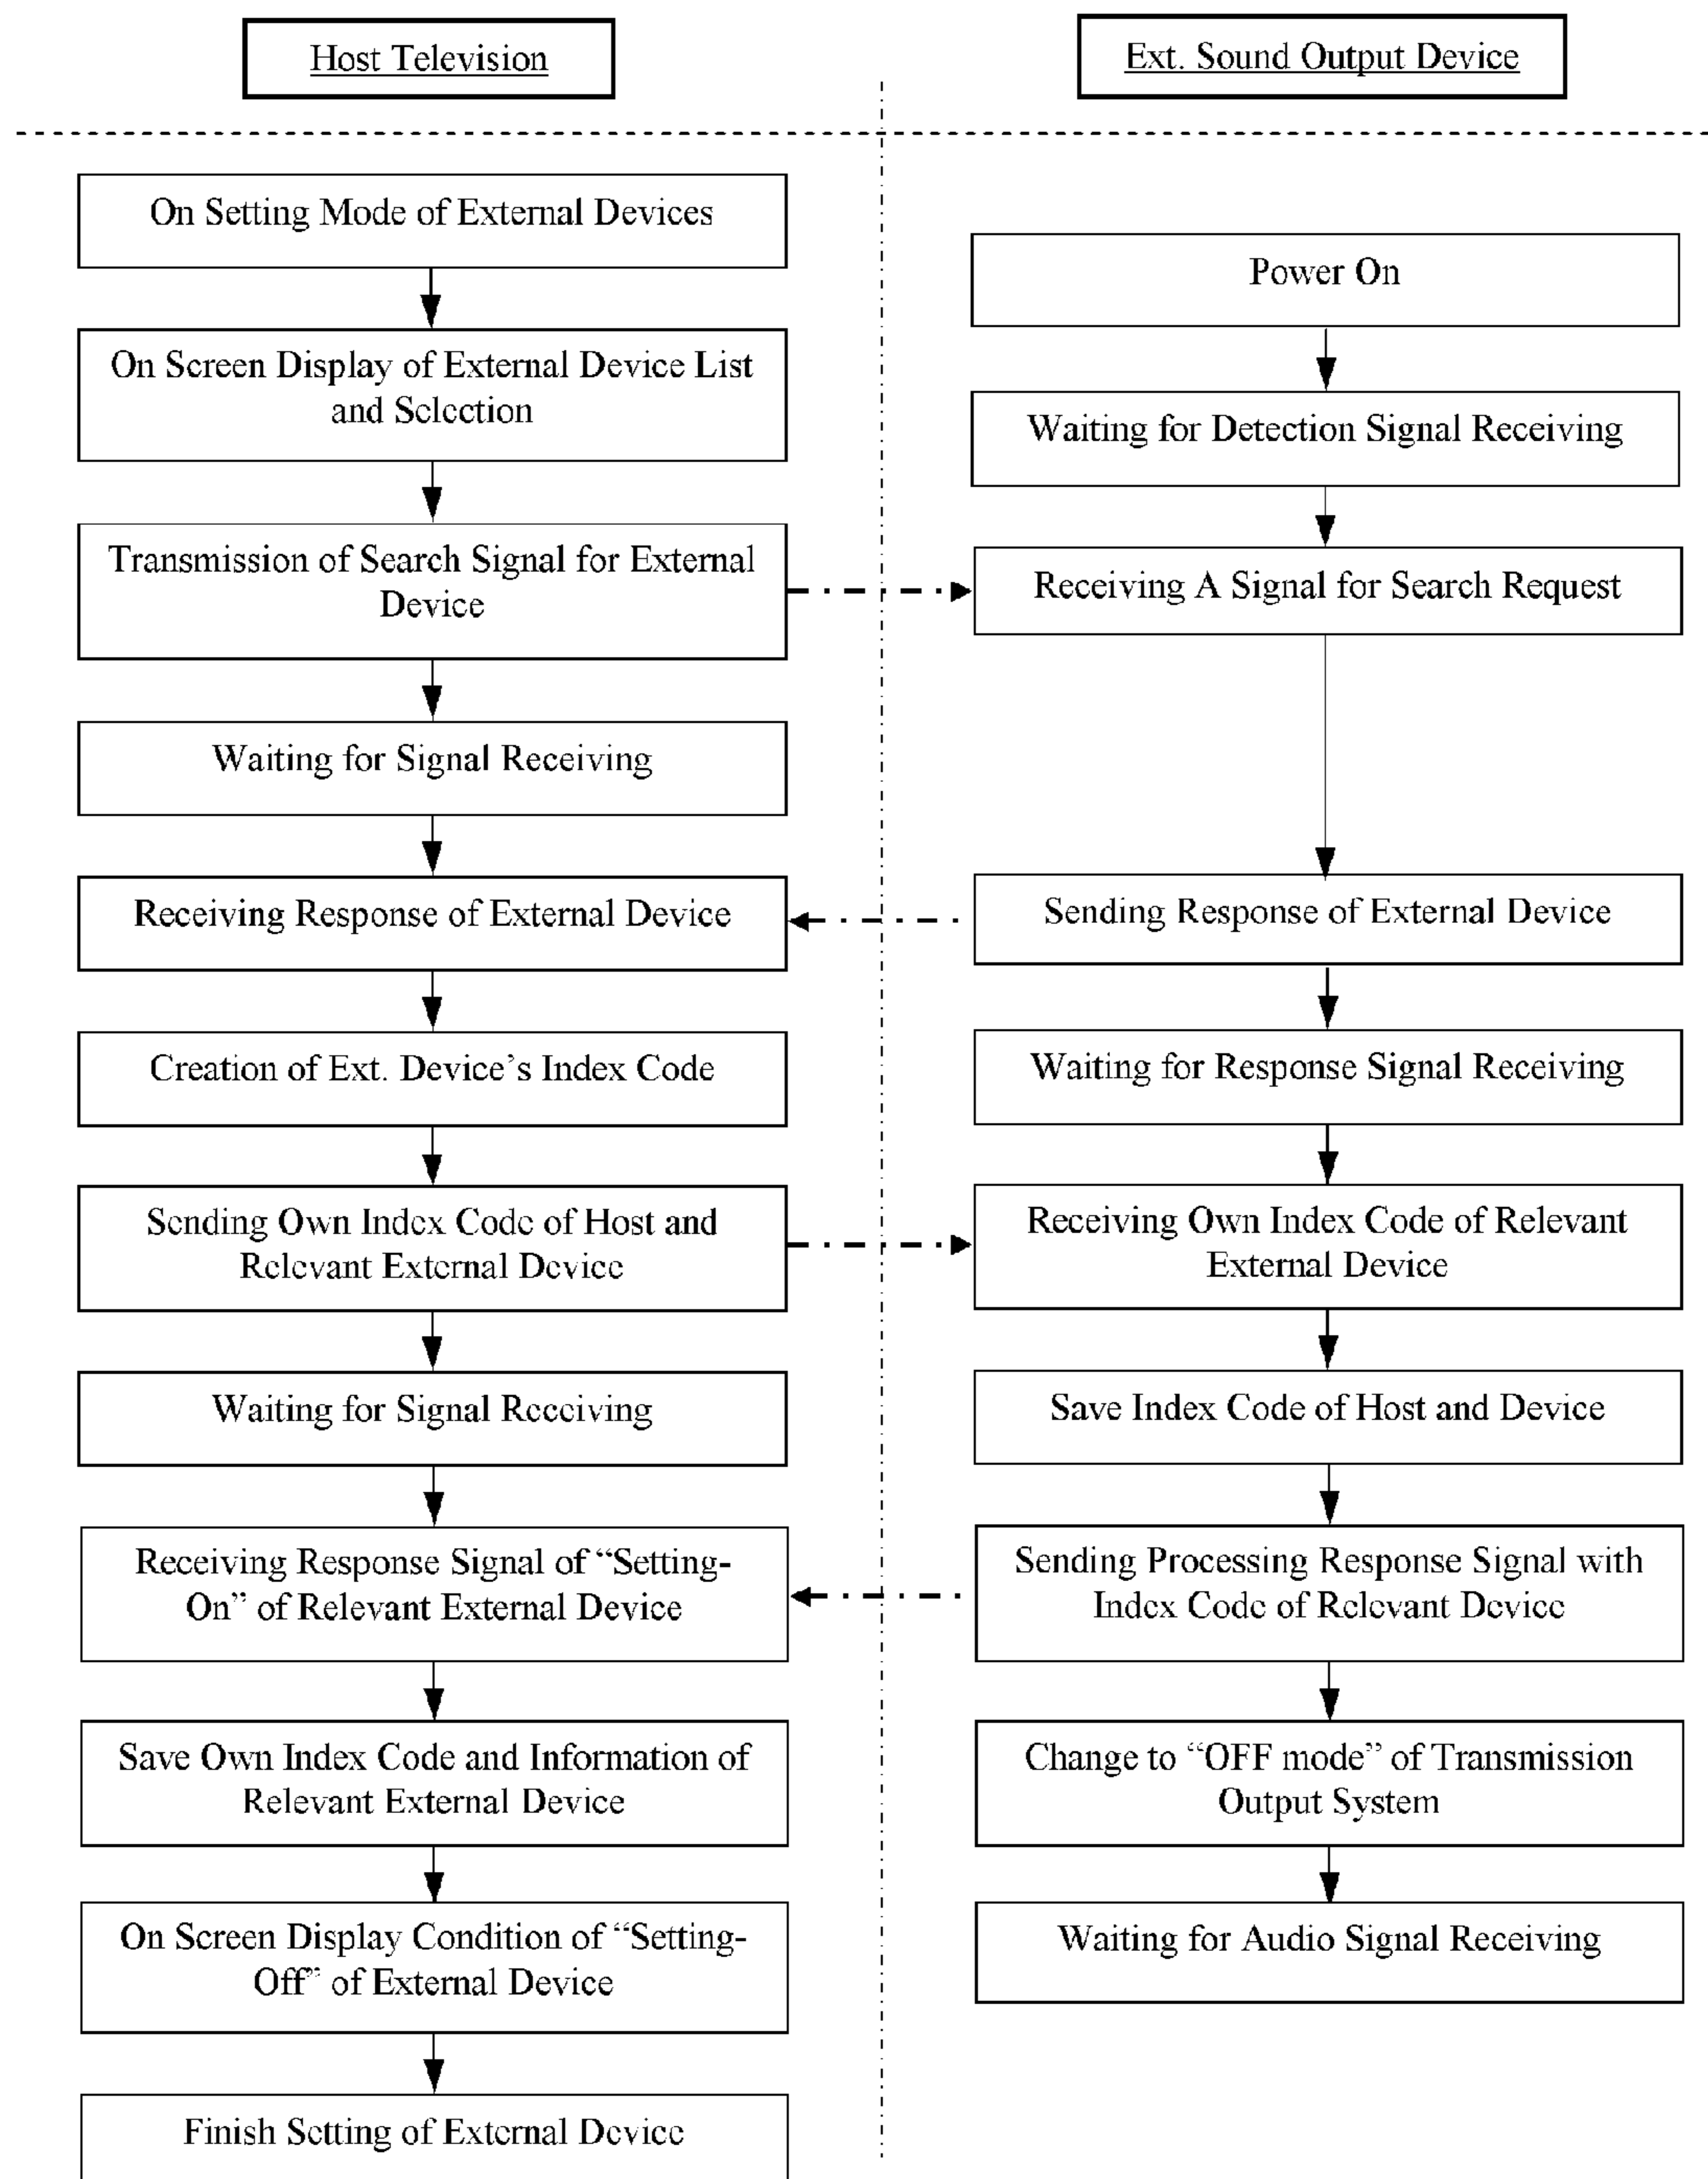 Host Television
Ext. Sound Output Device
On Setting Mode of External Devices
On Screen Display of External Device List
and Selection
Transmission of Search Signal for External
Device
Waiting for Signal Receiving
Receiving Response of External Device
Creation of Ext. Device's Index Code
Sending Own Index Code of Host and
Relevant External Device
Waiting for Signal Receiving
Receiving Response Signal of “Setting-
On” of Relevant External Device
Save Own Index Code and Information of
Relevant External Device
On Screen Display Condition of “Setting-
Off” of External Device
Finish Setting of External Device
Power On
Waiting for Detection Signal Receiving
Receiving A Signal for Search Request
Sending Response of External Device
Waiting for Response Signal Receiving
Receiving Own Index Code of Relevant
External Device
Save Index Code of Host and Device
Sending Processing Response Signal with
Index Code of Relevant Device
Change to “OFF mode” of Transmission
Output System
Waiting for Audio Signal Receiving